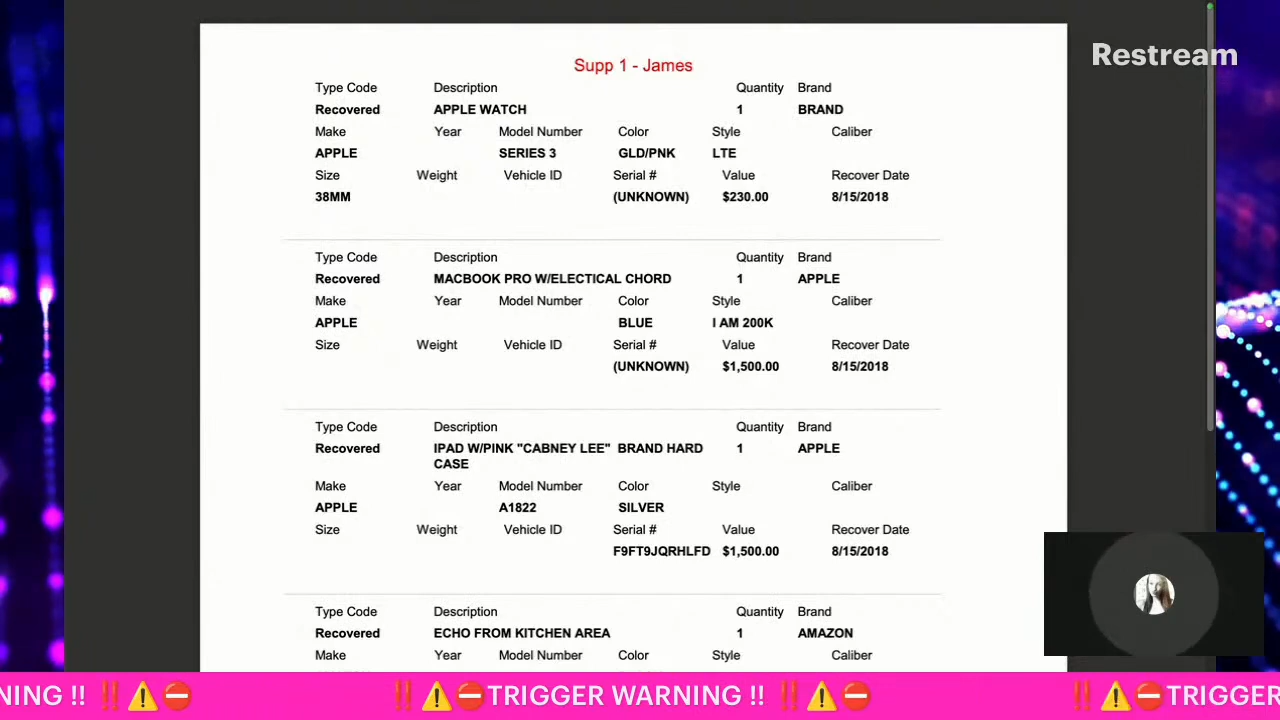 Restream
Supp 1 - James
Type Code Description Quantity Brand
Recovered APPLE WATCH 1 BRAND
Make Year Model Number Color Style Caliber
APPLE SERIES 3 GLD/PNK LTE
Size Weight Vehicle ID Serial # Value Recover Date
38MM (UNKNOWN) $230.00 8/15/2018
Type Code Description Quantity Brand
Recovered MACBOOK PRO W/ELECTICAL CHORD 1 APPLE
Make Year Model Number Color Style Caliber
APPLE BLUE I AM 200K
Size Weight Vehicle ID Serial # Value Recover Date
(UNKNOWN) $1,500.00 8/15/2018
Type Code Description Quantity Brand
Recovered IPAD W/PINK "CABNEY LEE" BRAND HARD 1 APPLE
CASE
Make Year Model Number Color Style Caliber
APPLE A1822 SILVER
Size Weight Vehicle ID Serial # Value Recover Date
F9FT9JQRHLFD $1,500.00 8/15/2018
Type Code Description Quantity Brand
Recovered ECHO FROM KITCHEN AREA 1 AMAZON
Make Year Model Number Color Style Caliber
NING !! ‼️⚠️⛔ ‼️⚠️⛔TRIGGER WARNING !! ‼️⚠️⛔ ‼️⚠️⛔TRIGGER